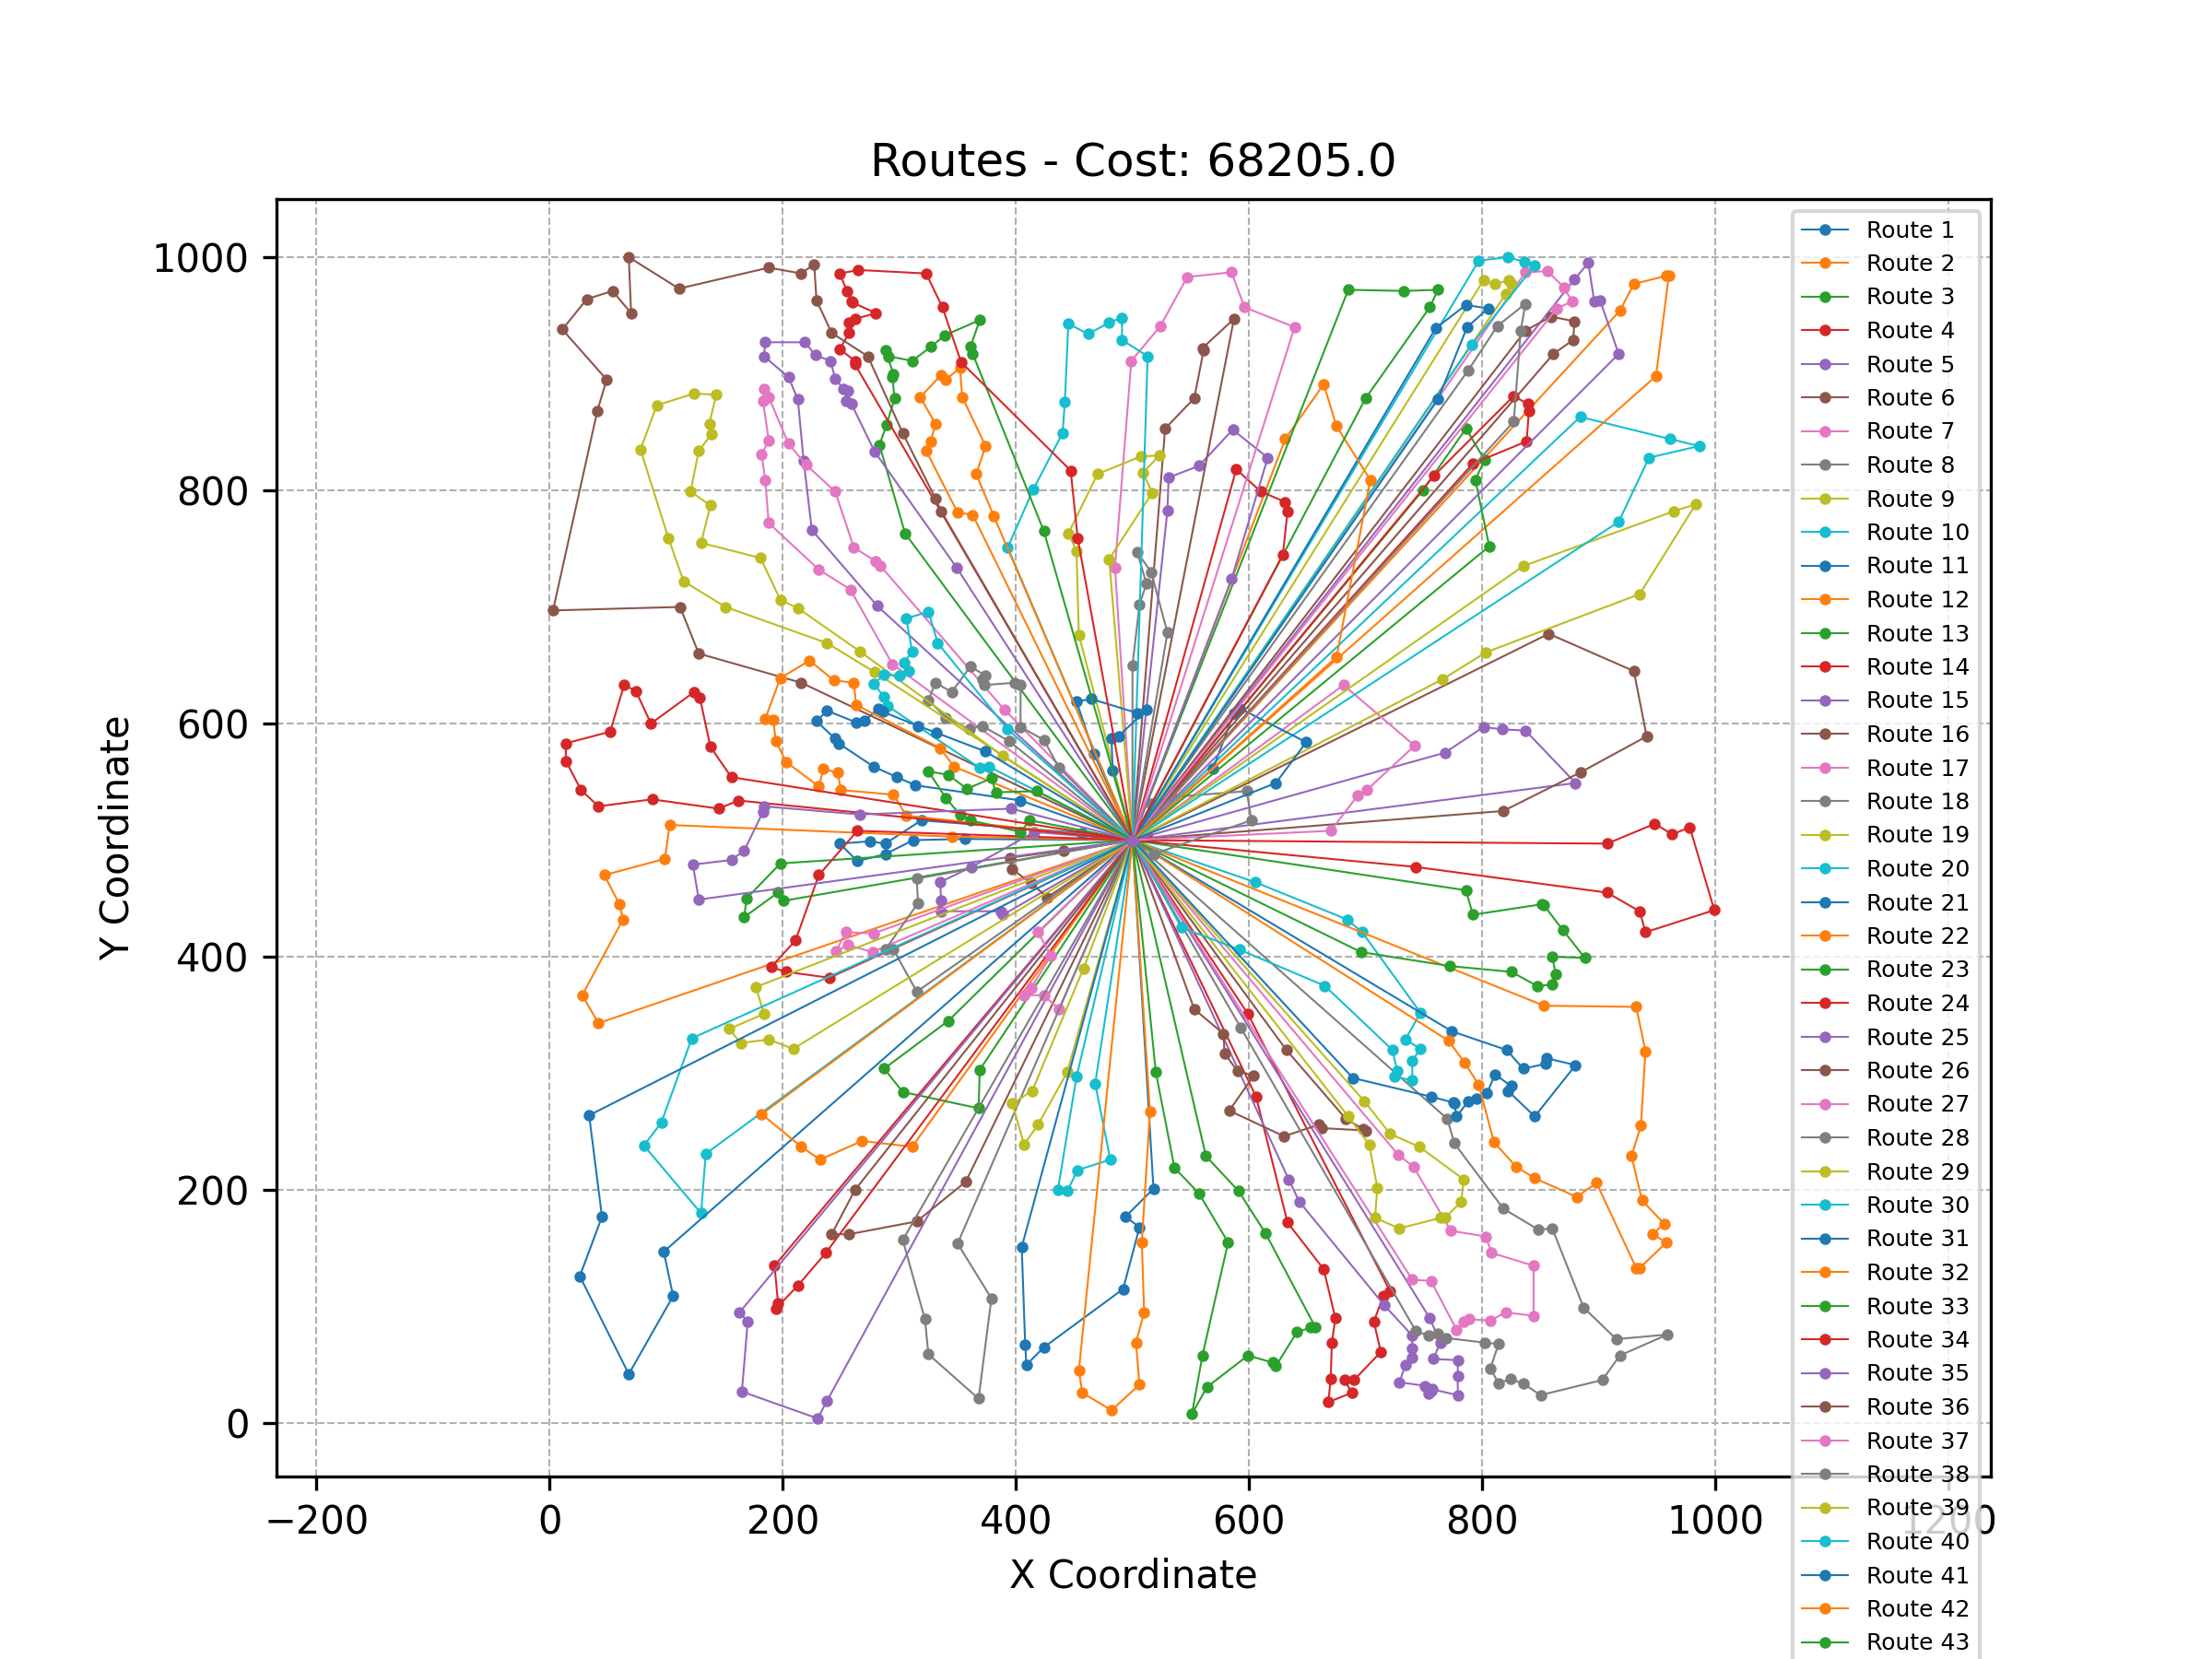 Routes - Cost: 68205.0
Y Coordinate
1000
800
600
400
200
0
−200
0
200
400
600
800
1000
1200
X Coordinate
Route 1
Route 2
Route 3
Route 4
Route 5
Route 6
Route 7
Route 8
Route 9
Route 10
Route 11
Route 12
Route 13
Route 14
Route 15
Route 16
Route 17
Route 18
Route 19
Route 20
Route 21
Route 22
Route 23
Route 24
Route 25
Route 26
Route 27
Route 28
Route 29
Route 30
Route 31
Route 32
Route 33
Route 34
Route 35
Route 36
Route 37
Route 38
Route 39
Route 40
Route 41
Route 42
Route 43